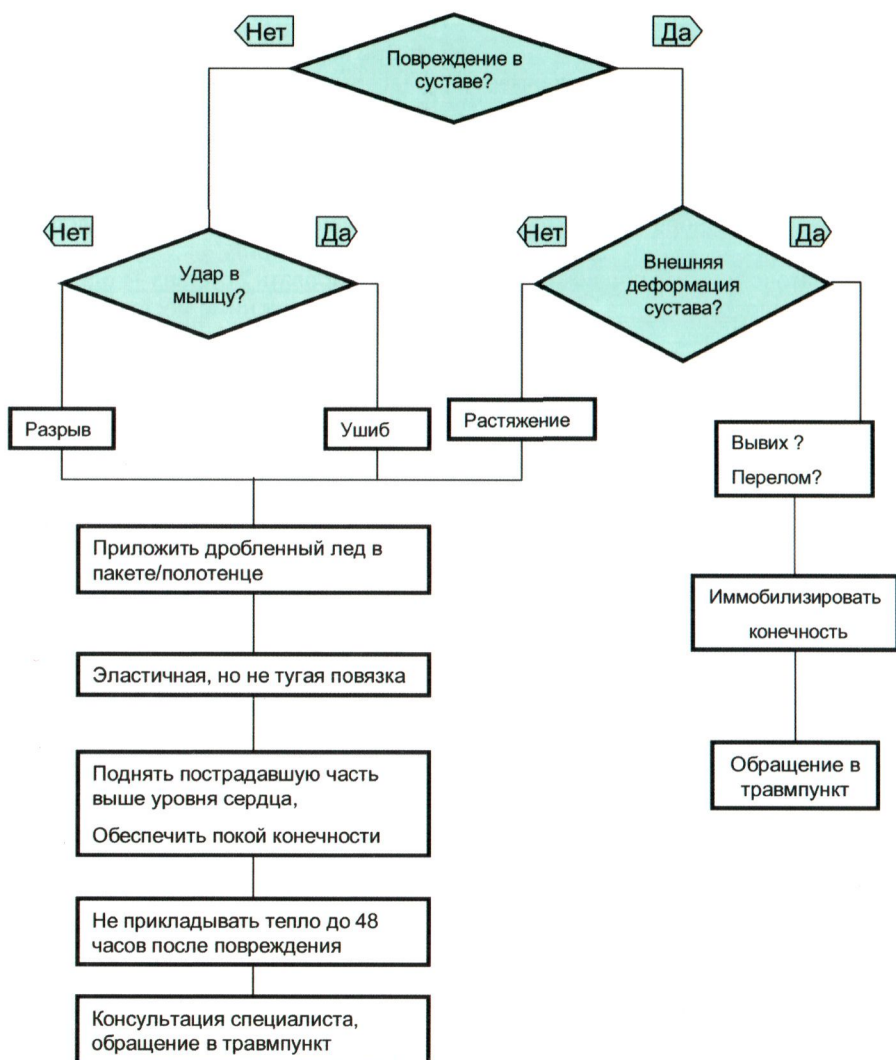 Нет
Да
Повреждение в
суставе?
Нет
Да
Нет
Да
Удар в
мышцу?
Внешняя
деформация
сустава?
Разрыв
Ушиб
Растяжение
Вывих ?
Перелом?
Приложить дробленный лед в
пакете/полотенце
Иммобилизировать
конечность
Эластичная, но не тугая повязка
Поднять пострадавшую часть
выше уровня сердца,
Обеспечить покой конечности
Обращение в
травмпункт
Не прикладывать тепло до 48
часов после повреждения
Консультация специалиста,
обращение в травмпункт